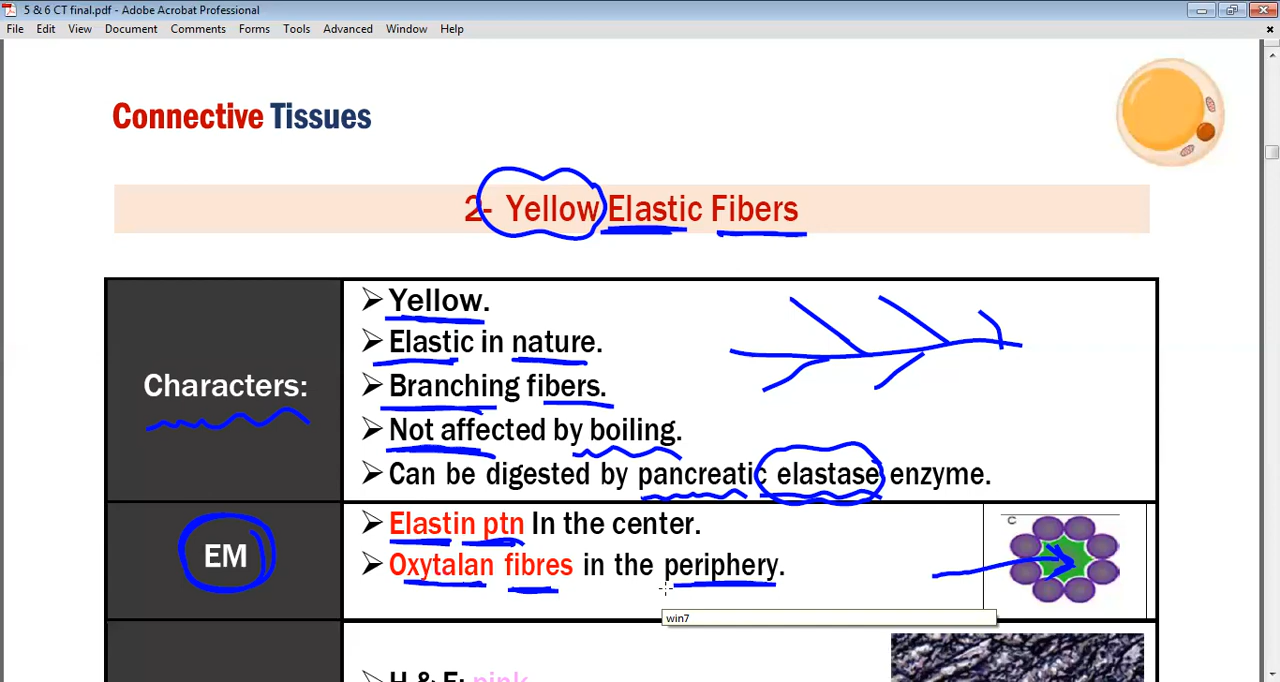 5 & 6 CT final.pdf - Adobe Acrobat Professional
File Edit View Document Comments Forms Tools Advanced Window Help
Connective Tissues
2- Yellow Elastic Fibers
Characters:
➢ Yellow.
➢ Elastic in nature.
➢ Branching fibers.
➢ Not affected by boiling.
➢ Can be digested by pancreatic elastase enzyme.
EM
➢ Elastin ptn In the center.
➢ Oxytalan fibres in the periphery.
C
win7
➢ H & E: pink